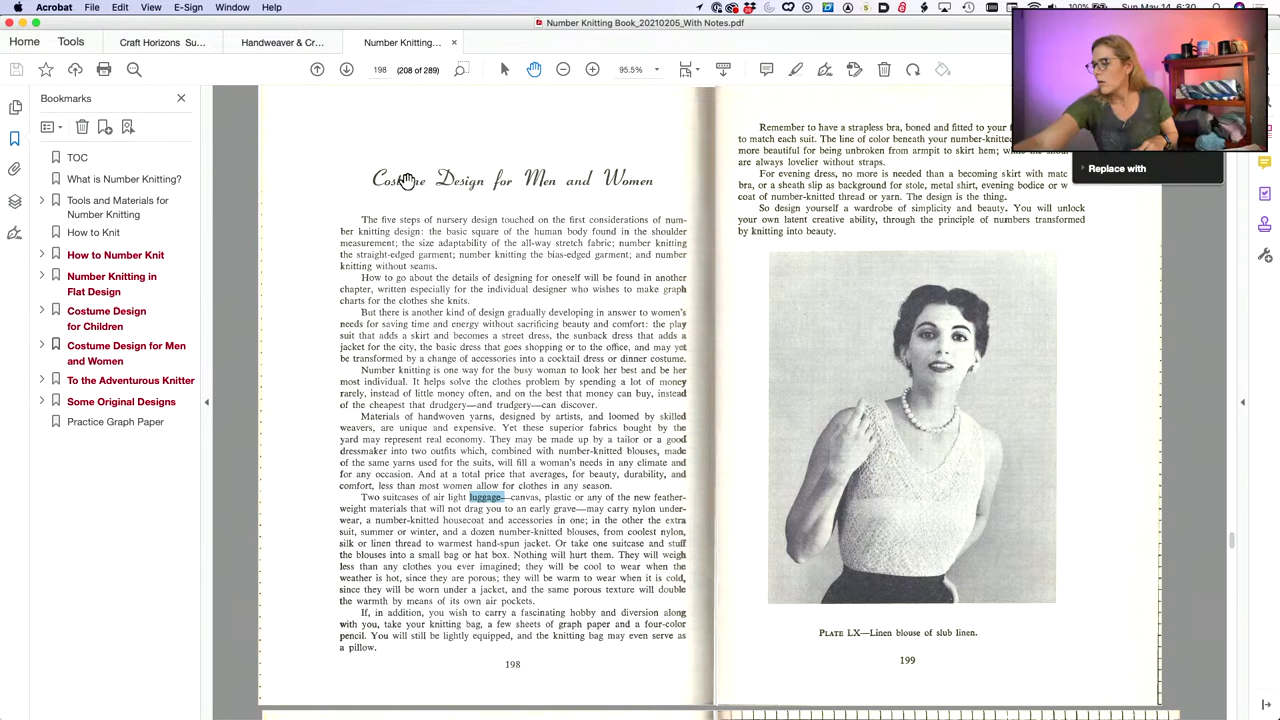 Acrobat File Edit View E-Sign Window Help
100%
Sun May 14 6:30
Number Knitting Book_20210205_With Notes.pdf
Home Tools Craft Horizons Su... Handweaver & Cr... Number Knitting...
198 (208 of 289) 95.5%
Replace with
Bookmarks
TOC
What is Number Knitting?
Tools and Materials for
Number Knitting
How to Knit
How to Number Knit
Number Knitting in
Flat Design
Costume Design
for Children
Costume Design for Men
and Women
To the Adventurous Knitter
Some Original Designs
Practice Graph Paper
Costume Design for Men and Women
The five steps of nursery design touched on the first considerations of num-
ber knitting design: the basic square of the human body found in the shoulder
measurement; the size adaptability of the all-way stretch fabric; number knitting
the straight-edged garment; number knitting the bias-edged garment; and number
knitting without seams.
How to go about the details of designing for oneself will be found in another
chapter, written especially for the individual designer who wishes to make graph
charts for the clothes she knits.
But there is another kind of design gradually developing in answer to women's
needs for saving time and energy without sacrificing beauty and comfort: the play
suit that adds a skirt and becomes a street dress, the sunback dress that adds a
jacket for the city, the basic dress that goes shopping or to the office, and may yet
be transformed by a change of accessories into a cocktail dress or dinner costume.
Number knitting is one way for the busy woman to look her best and be her
most individual. It helps solve the clothes problem by spending a lot of money
rarely, instead of little money often, and on the best that money can buy, instead
of the cheapest that drudgery—and trudgery—can discover.
Materials of handwoven yarns, designed by artists, and loomed by skilled
weavers, are unique and expensive. Yet these superior fabrics bought by the
yard may represent real economy. They may be made up by a tailor or a good
dressmaker into two outfits which, combined with number-knitted blouses, made
of the same yarns used for the suits, will fill a woman's needs in any climate and
for any occasion. And at a total price that averages, for beauty, durability, and
comfort, less than most women allow for clothes in any season.
Two suitcases of air light luggage—canvas, plastic or any of the new feather-
weight materials that will not drag you to an early grave—may carry nylon under-
wear, a number-knitted housecoat and accessories in one; in the other the extra
suit, summer or winter, and a dozen number-knitted blouses, from coolest nylon,
silk or linen thread to warmest hand-spun jacket. Or take one suitcase and stuff
the blouses into a small bag or hat box. Nothing will hurt them. They will weigh
less than any clothes you ever imagined; they will be cool to wear when the
weather is hot, since they are porous; they will be warm to wear when it is cold,
since they will be worn under a jacket, and the same porous texture will double
the warmth by means of its own air pockets.
If, in addition, you wish to carry a fascinating hobby and diversion along
with you, take your knitting bag, a few sheets of graph paper and a four-color
pencil. You will still be lightly equipped, and the knitting bag may even serve as
a pillow.
198
Remember to have a strapless bra, boned and fitted to your
to match each suit. The line of color beneath your number-knitted
more beautiful for being unbroken from armpit to skirt hem; while the
are always lovelier without straps.
For evening dress, no more is needed than a becoming skirt with
bra, or a sheath slip as background for stole, metal shirt, evening bodice or
coat of number-knitted thread or yarn. The design is the thing.
So design yourself a wardrobe of simplicity and beauty. You will unlock
your own latent creative ability, through the principle of numbers transformed
by knitting into beauty.
PLATE LX—Linen blouse of slub linen.
199